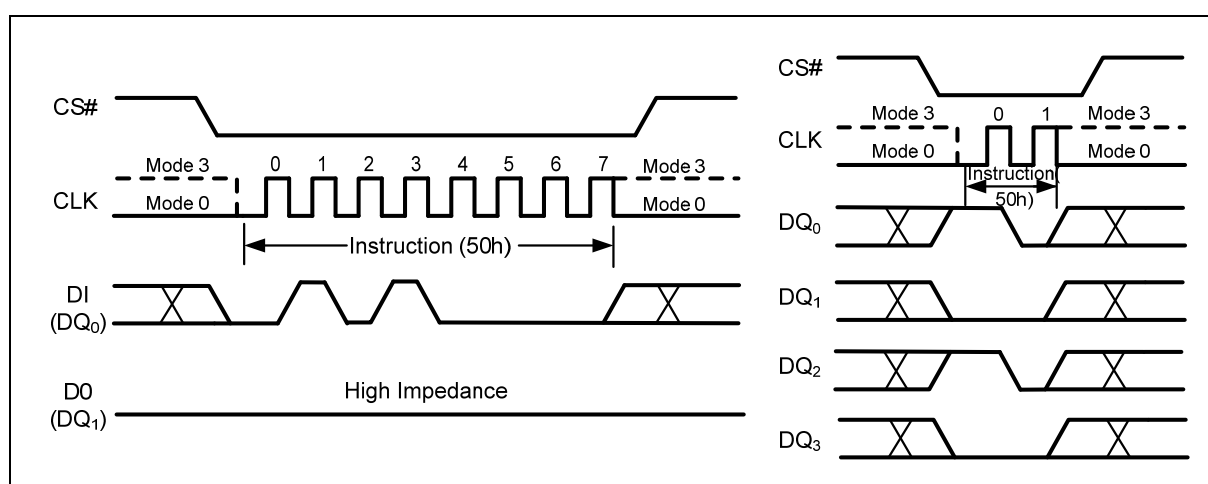 CS#
Mode 3 0 1 2 3 4 5 6 7 Mode 3
CLK
Mode 0 Mode 0
Instruction (50h)
DI
(DQ0)
D0
(DQ1)
High Impedance
CS#
Mode 3 0 1 Mode 3
CLK
Mode 0 Mode 0
Instruction(
50h)
DQ0
DQ1
DQ2
DQ3